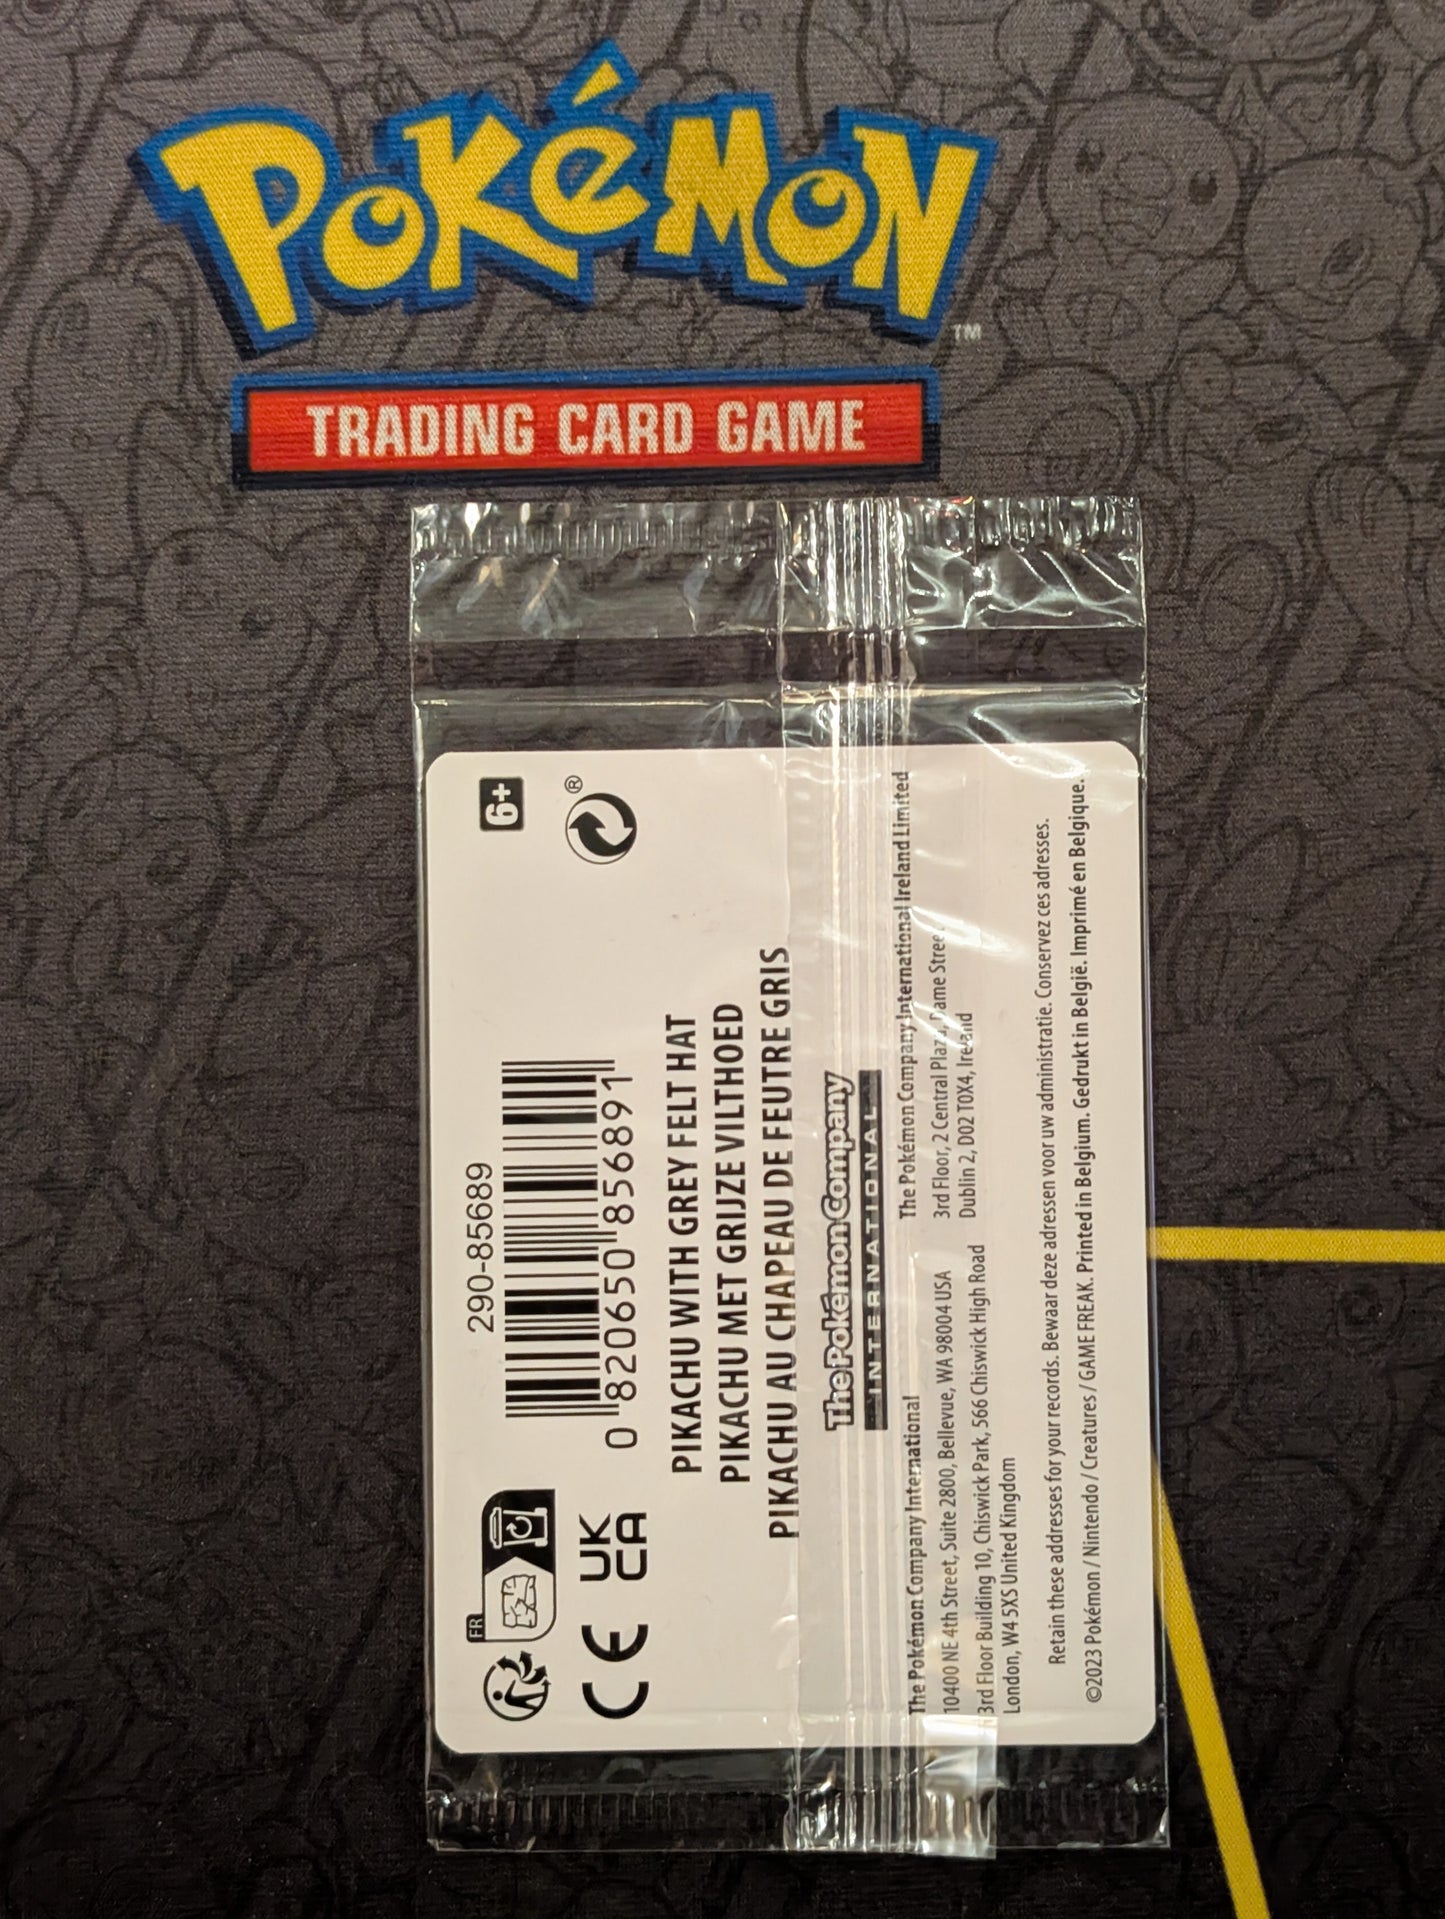 POKéMON
TM
TRADING CARD GAME
6+
®
290-85689
0 820650 856891
FR
CE
UK
CA
PIKACHU WITH GREY FELT HAT
PIKACHU MET GRIJZE VILTHOED
PIKACHU AU CHAPEAU DE FEUTRE GRIS
The Pokémon Company
INTERNATIONAL
The Pokémon Company International
10400 NE 4th Street, Suite 2800, Bellevue, WA 98004 USA
3rd Floor Building 10, Chiswick Park, 566 Chiswick High Road
London, W4 5XS United Kingdom
The Pokémon Company International Ireland Limited
3rd Floor, 2 Central Plaza, Dame Street
Dublin 2, D02 T0X4, Ireland
Retain these addresses for your records. Bewaar deze adressen voor uw administratie. Conservez ces adresses.
©2023 Pokémon / Nintendo / Creatures / GAME FREAK. Printed in Belgium. Gedrukt in België. Imprimé en Belgique.